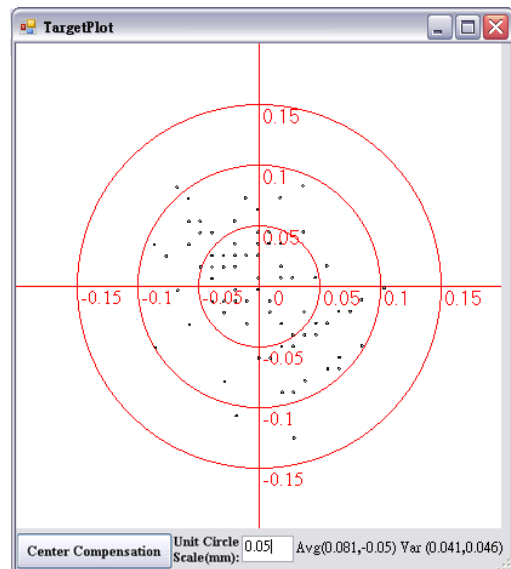 TargetPlot
0.15
0.1
0.05
-0.15 -0.1 -0.05 0 0.05 0.1 0.15
-0.05
-0.1
-0.15
Center Compensation
Unit Circle
Scale(mm):
0.05
Avg(0.081,-0.05) Var (0.041,0.046)